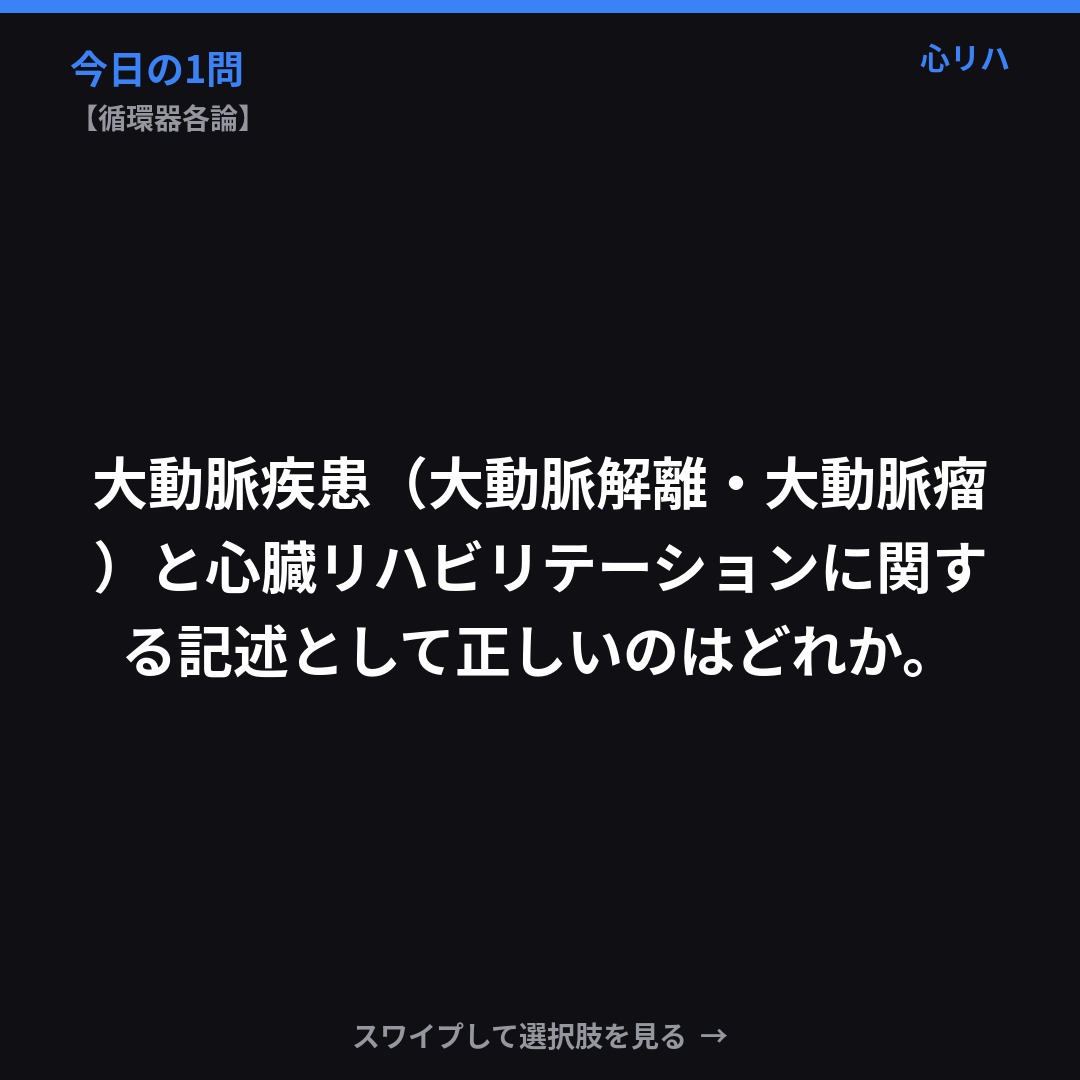 今日の1問
心リハ
【循環器各論】
大動脈疾患（大動脈解離・大動脈瘤
）と心臓リハビリテーションに関す
る記述として正しいのはどれか。
スワイプして選択肢を見る →